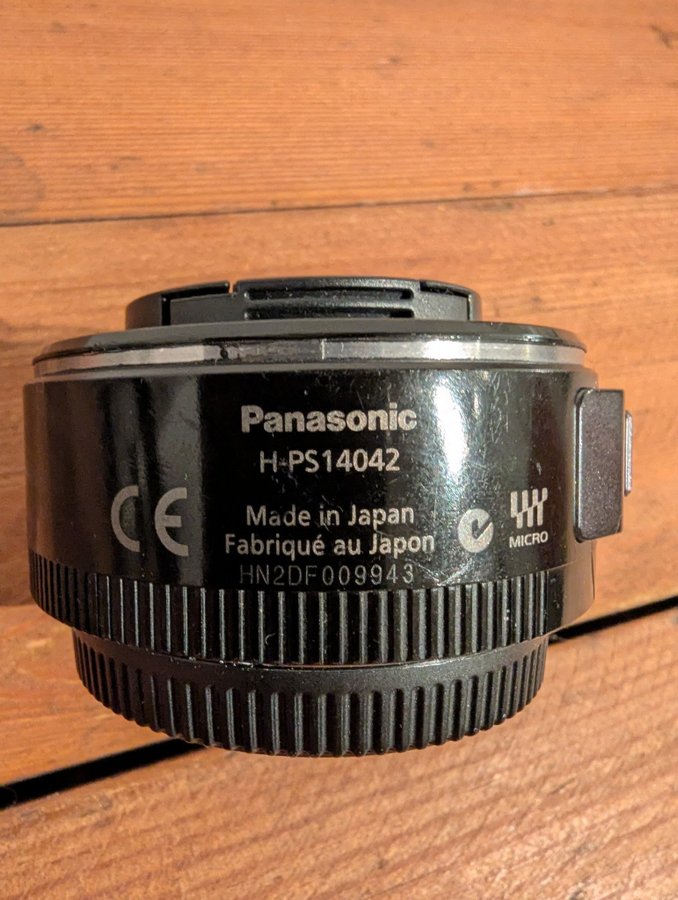 Panasonic
H-PS14042
CE
Made in Japan
Fabriqué au Japon
MICRO
HN2DF009943